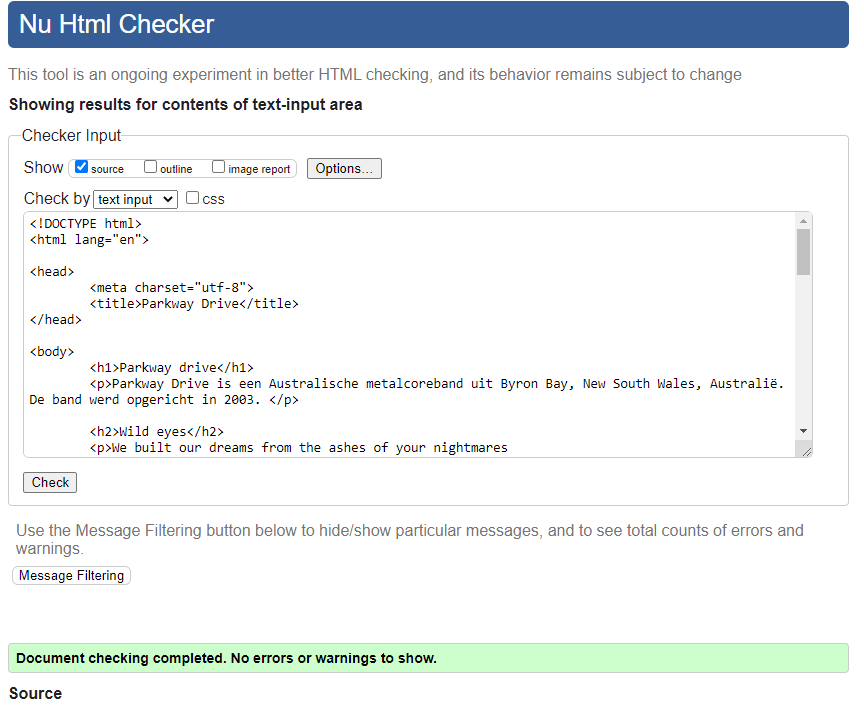 Nu Html Checker
This tool is an ongoing experiment in better HTML checking, and its behavior remains subject to change
Showing results for contents of text-input area
Checker Input
Show source outline image report Options...
Check by text input css
<!DOCTYPE html>
<html lang="en">
<head>
<meta charset="utf-8">
<title>Parkway Drive</title>
</head>
<body>
<h1>Parkway drive</h1>
<p>Parkway Drive is een Australische metalcoreband uit Byron Bay, New South Wales, Australië.
De band werd opgericht in 2003. </p>
<h2>Wild eyes</h2>
<p>We built our dreams from the ashes of your nightmares
Check
Use the Message Filtering button below to hide/show particular messages, and to see total counts of errors and
warnings.
Message Filtering
Document checking completed. No errors or warnings to show.
Source